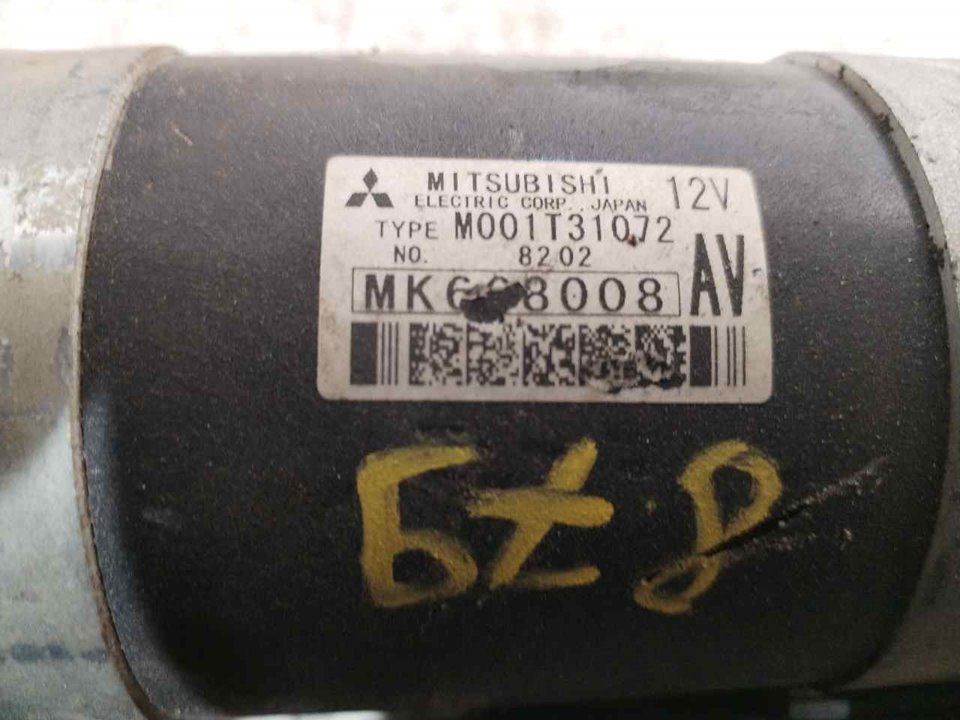 MITSUBISHI 12V
ELECTRIC CORP., JAPAN
TYPE M001T31072
NO. 8202 AV